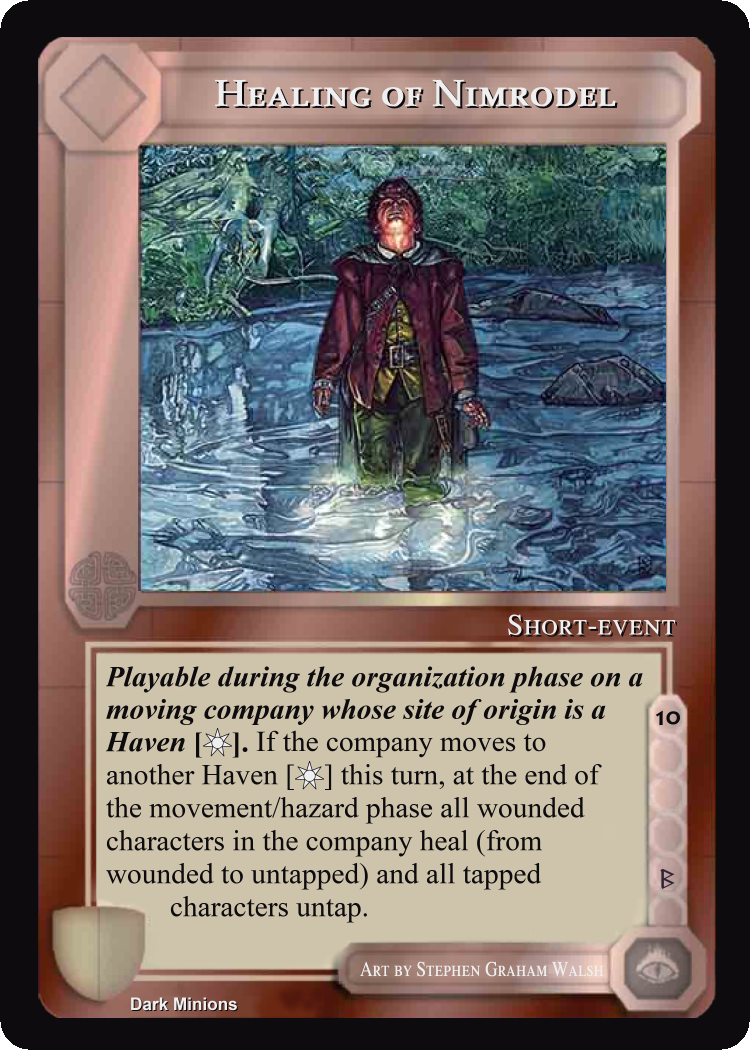 Healing of Nimrodel
Short-event
Playable during the organization phase on a
moving company whose site of origin is a
Haven [☼]. If the company moves to
another Haven [☼] this turn, at the end of
the movement/hazard phase all wounded
characters in the company heal (from
wounded to untapped) and all tapped
characters untap.
10
ᛒ
Art by Stephen Graham Walsh
Dark Minions